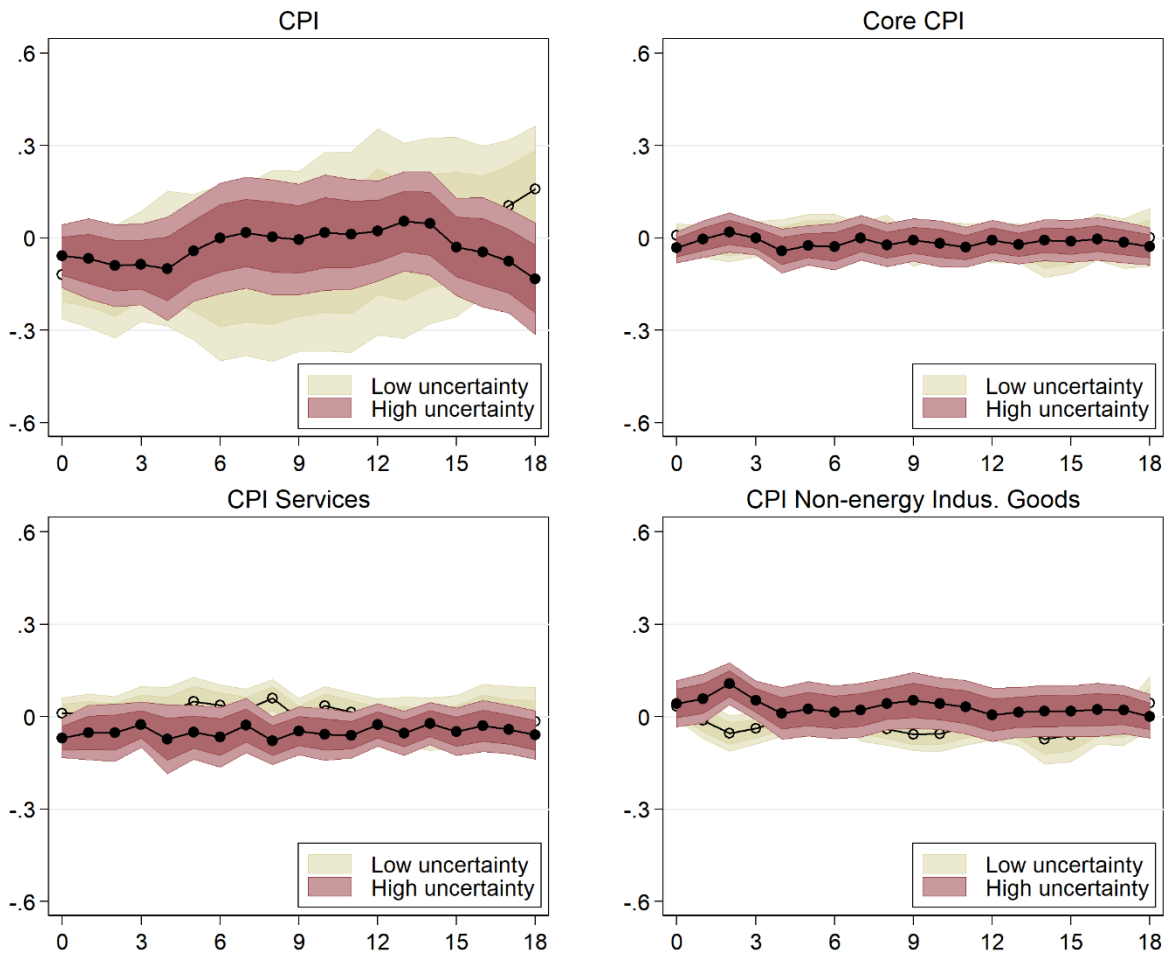 CPI
.6
.3
0
-.3
-.6
Low uncertainty
High uncertainty
0 3 6 9 12 15 18
Core CPI
.6
.3
0
-.3
-.6
Low uncertainty
High uncertainty
0 3 6 9 12 15 18
CPI Services
.6
.3
0
-.3
-.6
Low uncertainty
High uncertainty
0 3 6 9 12 15 18
CPI Non-energy Indus. Goods
.6
.3
0
-.3
-.6
Low uncertainty
High uncertainty
0 3 6 9 12 15 18